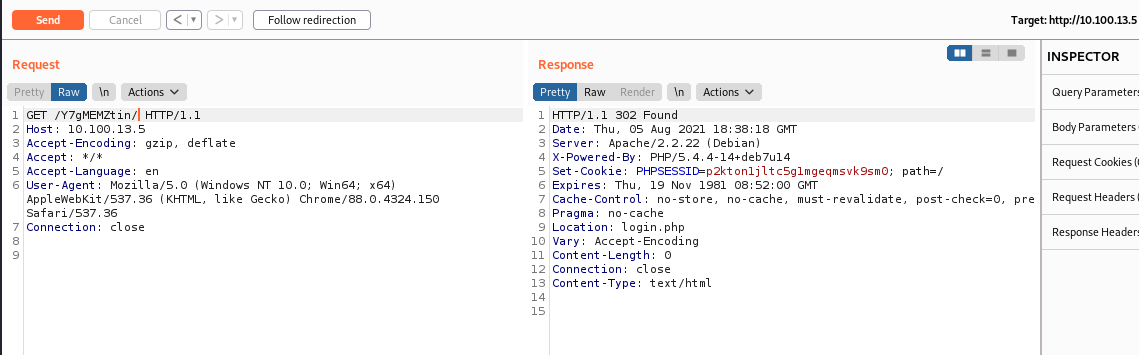 Send Cancel < > Follow redirection Target: http://10.100.13.5
Request
Pretty Raw \n Actions
1 GET /Y7gMEMZtin/ HTTP/1.1
2 Host: 10.100.13.5
3 Accept-Encoding: gzip, deflate
4 Accept: */*
5 Accept-Language: en
6 User-Agent: Mozilla/5.0 (Windows NT 10.0; Win64; x64)
AppleWebKit/537.36 (KHTML, like Gecko) Chrome/88.0.4324.150
Safari/537.36
7 Connection: close
8
9
Response
Pretty Raw Render \n Actions
1 HTTP/1.1 302 Found
2 Date: Thu, 05 Aug 2021 18:38:18 GMT
3 Server: Apache/2.2.22 (Debian)
4 X-Powered-By: PHP/5.4.4-14+deb7u14
5 Set-Cookie: PHPSESSID=p2kton1jltc5g1mgeqmsvk9sm0; path=/
6 Expires: Thu, 19 Nov 1981 08:52:00 GMT
7 Cache-Control: no-store, no-cache, must-revalidate, post-check=0, pre
8 Pragma: no-cache
9 Location: login.php
10 Vary: Accept-Encoding
11 Content-Length: 0
12 Connection: close
13 Content-Type: text/html
14
15
INSPECTOR
Query Parameters
Body Parameters (
Request Cookies (
Request Headers (
Response Headers